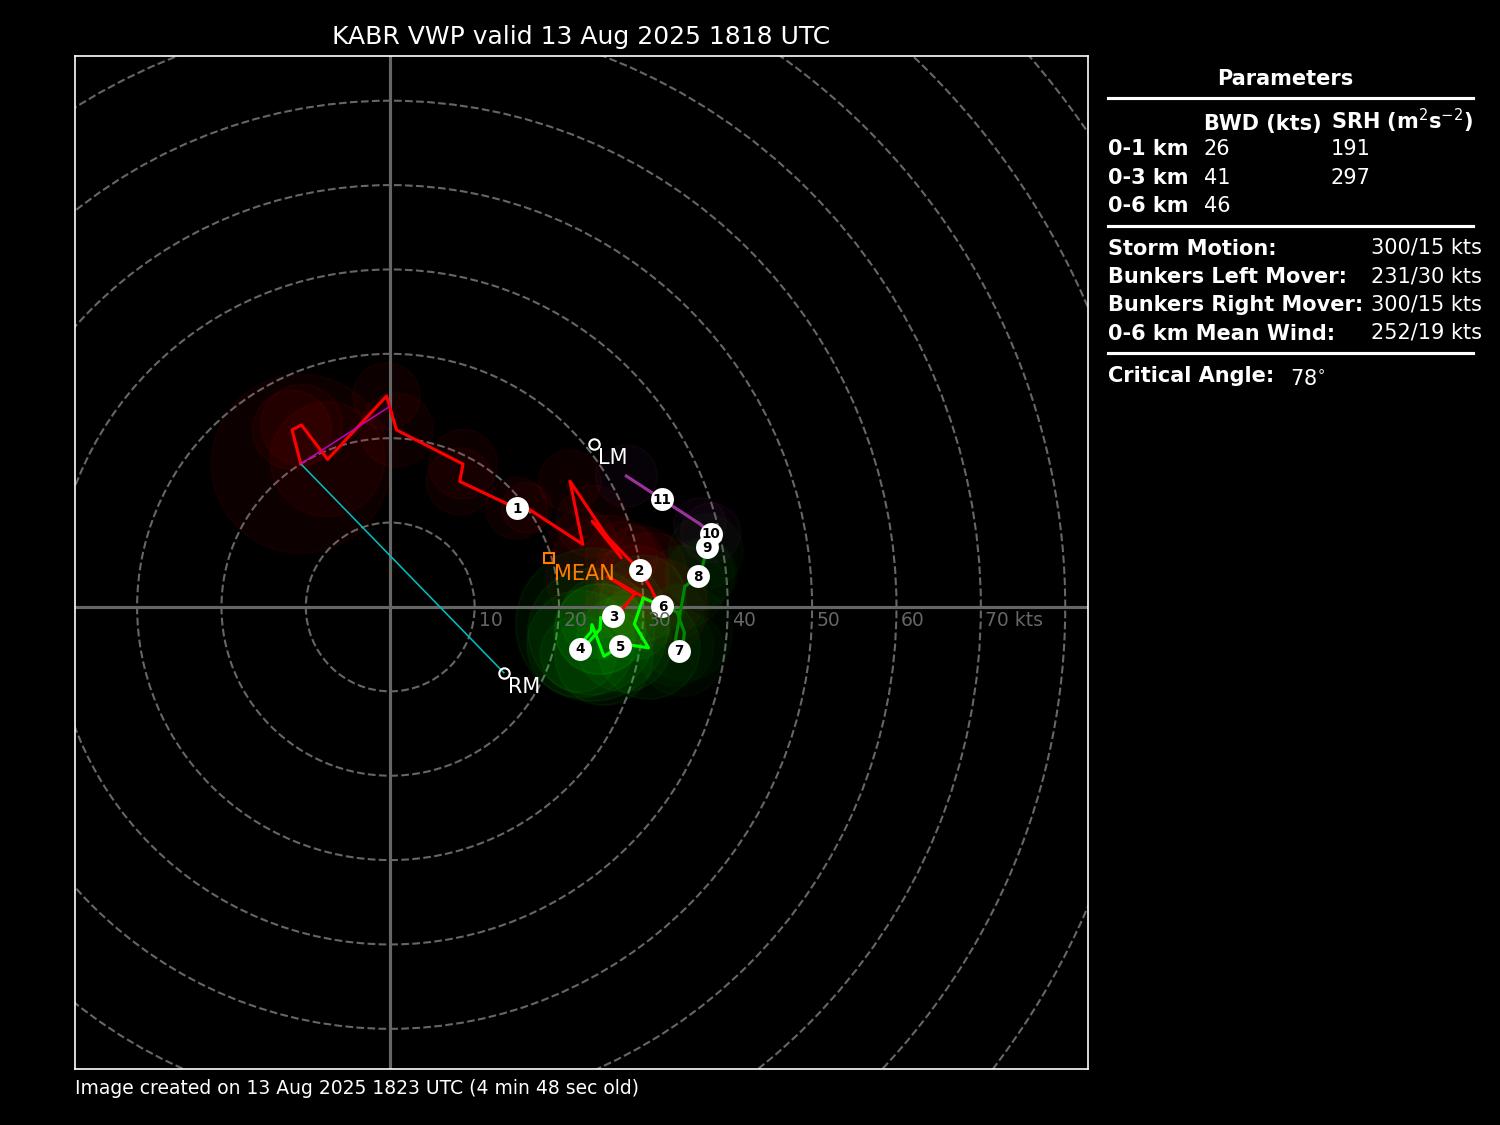 KABR VWP valid 13 Aug 2025 1818 UTC
Parameters
BWD (kts) SRH (m²s⁻²)
0-1 km 26 191
0-3 km 41 297
0-6 km 46
Storm Motion: 300/15 kts
Bunkers Left Mover: 231/30 kts
Bunkers Right Mover: 300/15 kts
0-6 km Mean Wind: 252/19 kts
Critical Angle: 78°
LM
11
10
9
1
MEAN
2
8
6
3
10 20 30 40 50 60 70 kts
4
5
7
RM
Image created on 13 Aug 2025 1823 UTC (4 min 48 sec old)